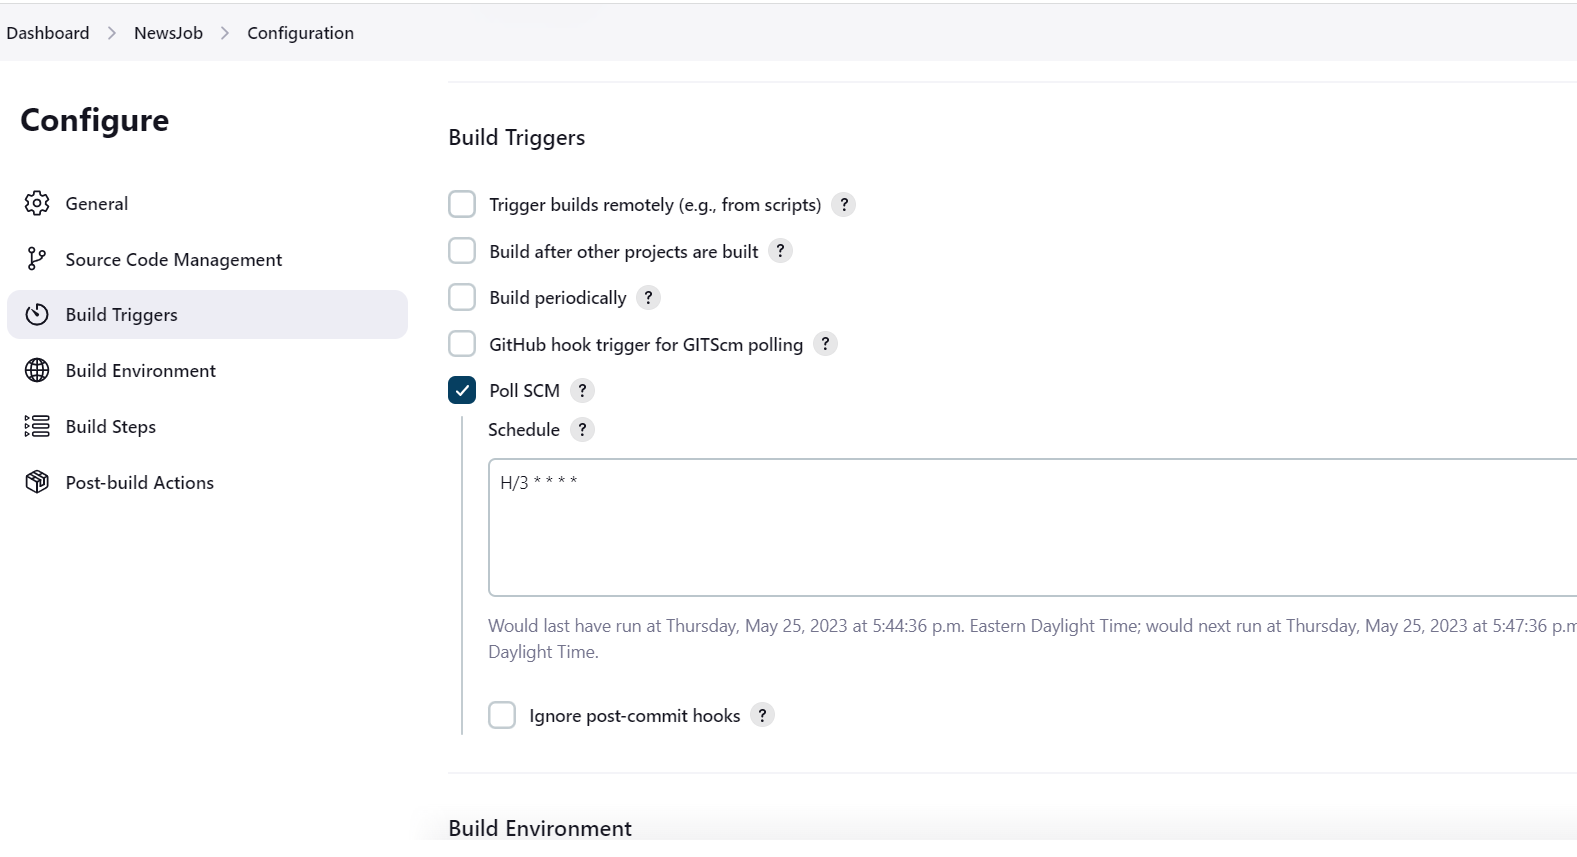 Dashboard > NewsJob > Configuration
Configure
General
Source Code Management
Build Triggers
Build Environment
Build Steps
Post-build Actions
Build Triggers
Trigger builds remotely (e.g., from scripts) ?
Build after other projects are built ?
Build periodically ?
GitHub hook trigger for GITScm polling ?
Poll SCM ?
Schedule ?
H/3 * * * *
Would last have run at Thursday, May 25, 2023 at 5:44:36 p.m. Eastern Daylight Time; would next run at Thursday, May 25, 2023 at 5:47:36 p.m
Daylight Time.
Ignore post-commit hooks ?
Build Environment